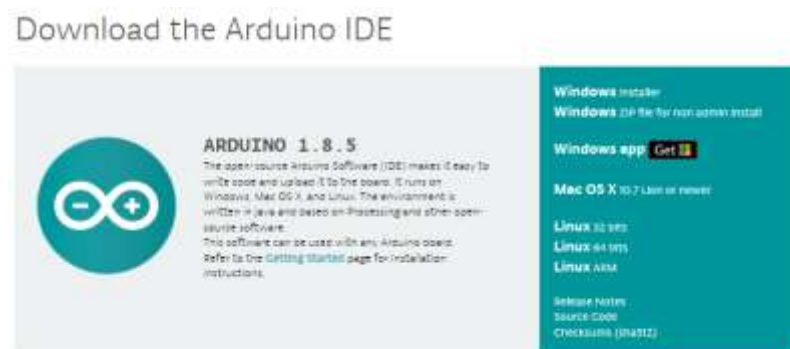 Download the Arduino IDE
ARDUINO 1.8.5
The open-source Arduino Software (IDE) makes it easy to
write code and upload it to the board. It runs on
Windows, Mac OS X, and Linux. The environment is
written in Java and based on Processing and other open-
source software.
This software can be used with any Arduino board.
Refer to the Getting Started page for Installation
instructions.
Windows Installer
Windows ZIP file for non admin install
Windows app Get
Mac OS X 10.7 Lion or newer
Linux 32 bits
Linux 64 bits
Linux ARM
Release Notes
Source Code
Checksums (sha512)